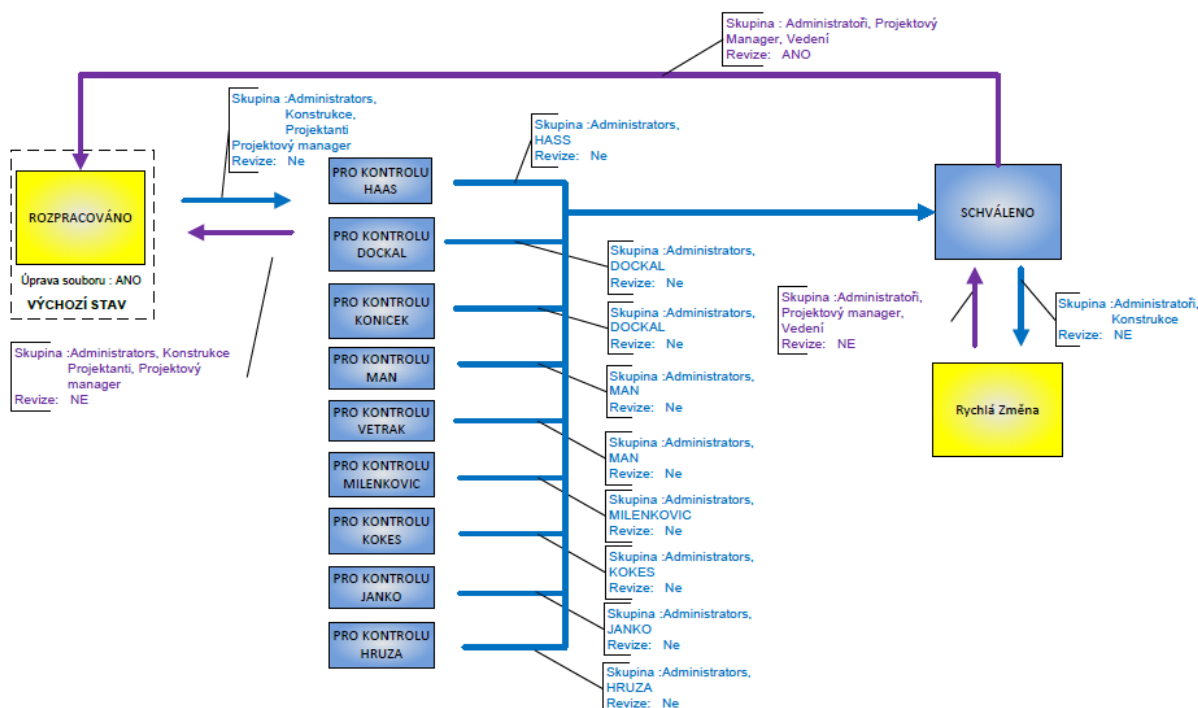 Skupina : Administratoři, Projektový
Manager, Vedení
Revize: ANO
Skupina :Administrators,
Konstrukce,
Projektanti
Projektový manager
Revize: Ne
Skupina :Administrators,
HASS
Revize: Ne
ROZPRACOVÁNO
Úprava souboru : ANO
VÝCHOZÍ STAV
Skupina :Administrators, Konstrukce
Projektanti, Projektový
manager
Revize: NE
PRO KONTROLU
HAAS
PRO KONTROLU
DOCKAL
PRO KONTROLU
KONICEK
PRO KONTROLU
MAN
PRO KONTROLU
VETRAK
PRO KONTROLU
MILENKOVIC
PRO KONTROLU
KOKES
PRO KONTROLU
JANKO
PRO KONTROLU
HRUZA
Skupina :Administrators,
DOCKAL
Revize: Ne
Skupina :Administrators,
DOCKAL
Revize: Ne
Skupina :Administrators,
MAN
Revize: Ne
Skupina :Administrators,
MAN
Revize: Ne
Skupina :Administrators,
MILENKOVIC
Revize: Ne
Skupina :Administrators,
KOKES
Revize: Ne
Skupina :Administrators,
JANKO
Revize: Ne
Skupina :Administrators,
HRUZA
Revize: Ne
SCHVÁLENO
Skupina :Administratoři,
Projektový manager,
Vedení
Revize: NE
Skupina :Administratoři,
Konstrukce
Revize: NE
Rychlá Změna